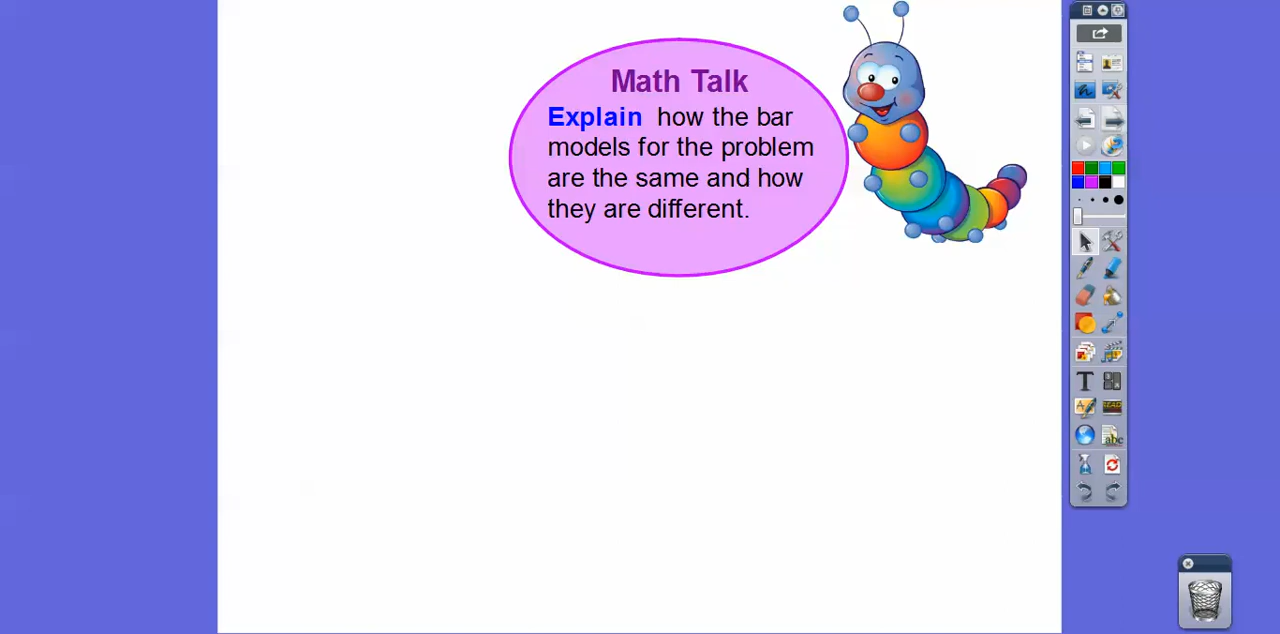 Math Talk
Explain how the bar
models for the problem
are the same and how
they are different.